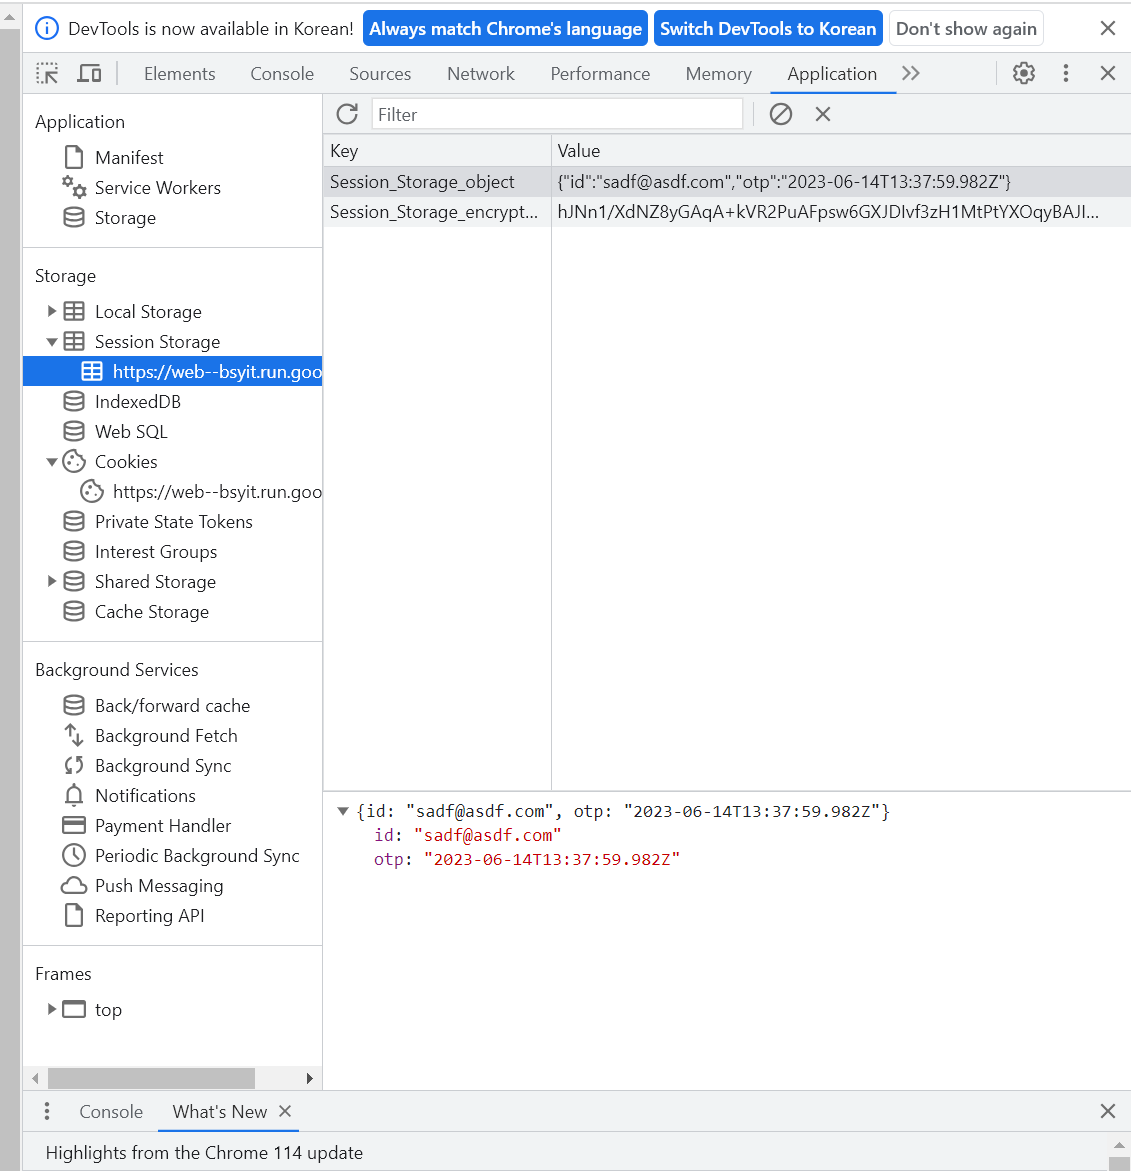 DevTools is now available in Korean! Always match Chrome's language Switch DevTools to Korean Don't show again
Elements Console Sources Network Performance Memory Application
Application
Manifest
Service Workers
Storage
Storage
Local Storage
Session Storage
https://web--bsyit.run.goo
IndexedDB
Web SQL
Cookies
https://web--bsyit.run.goo
Private State Tokens
Interest Groups
Shared Storage
Cache Storage
Background Services
Back/forward cache
Background Fetch
Background Sync
Notifications
Payment Handler
Periodic Background Sync
Push Messaging
Reporting API
Frames
top
Filter
Key Value
Session_Storage_object {"id":"sadf@asdf.com","otp":"2023-06-14T13:37:59.982Z"}
Session_Storage_encrypt... hJNn1/XdNZ8yGAqA+kVR2PuAFpsw6GXJDIvf3zH1MtPtYXOqyBAJI...
{id: "sadf@asdf.com", otp: "2023-06-14T13:37:59.982Z"}
id: "sadf@asdf.com"
otp: "2023-06-14T13:37:59.982Z"
Console What's New
Highlights from the Chrome 114 update